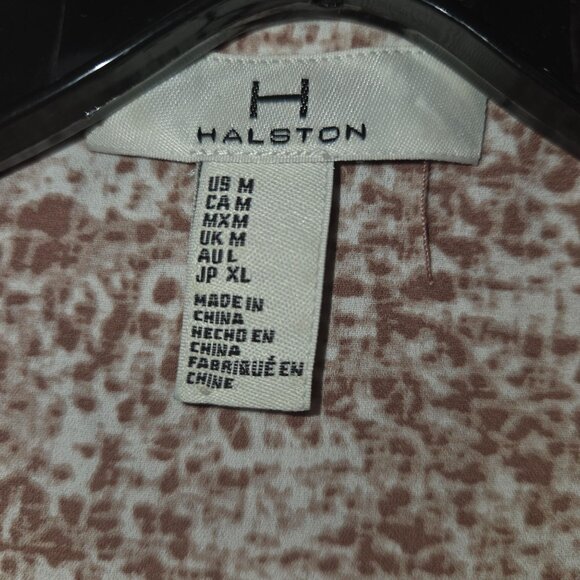 H
HALSTON
US M
CA M
MX M
UK M
AU L
JP XL
MADE IN
CHINA
HECHO EN
CHINA
FABRIQUÉ EN
CHINE